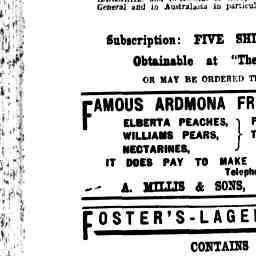 General and in Australasia in particul
Subscription: FIVE SHI
Obtainable at "The
OR MAY BE ORDERED T
FAMOUS ARDMONA FR
ELBERTA PEACHES, F
WILLIAMS PEARS, T
NECTARINES,
IT DOES PAY TO MAKE
Teleph
A. MILLIS & SONS,
FOSTER'S-LAGE
CONTAINS